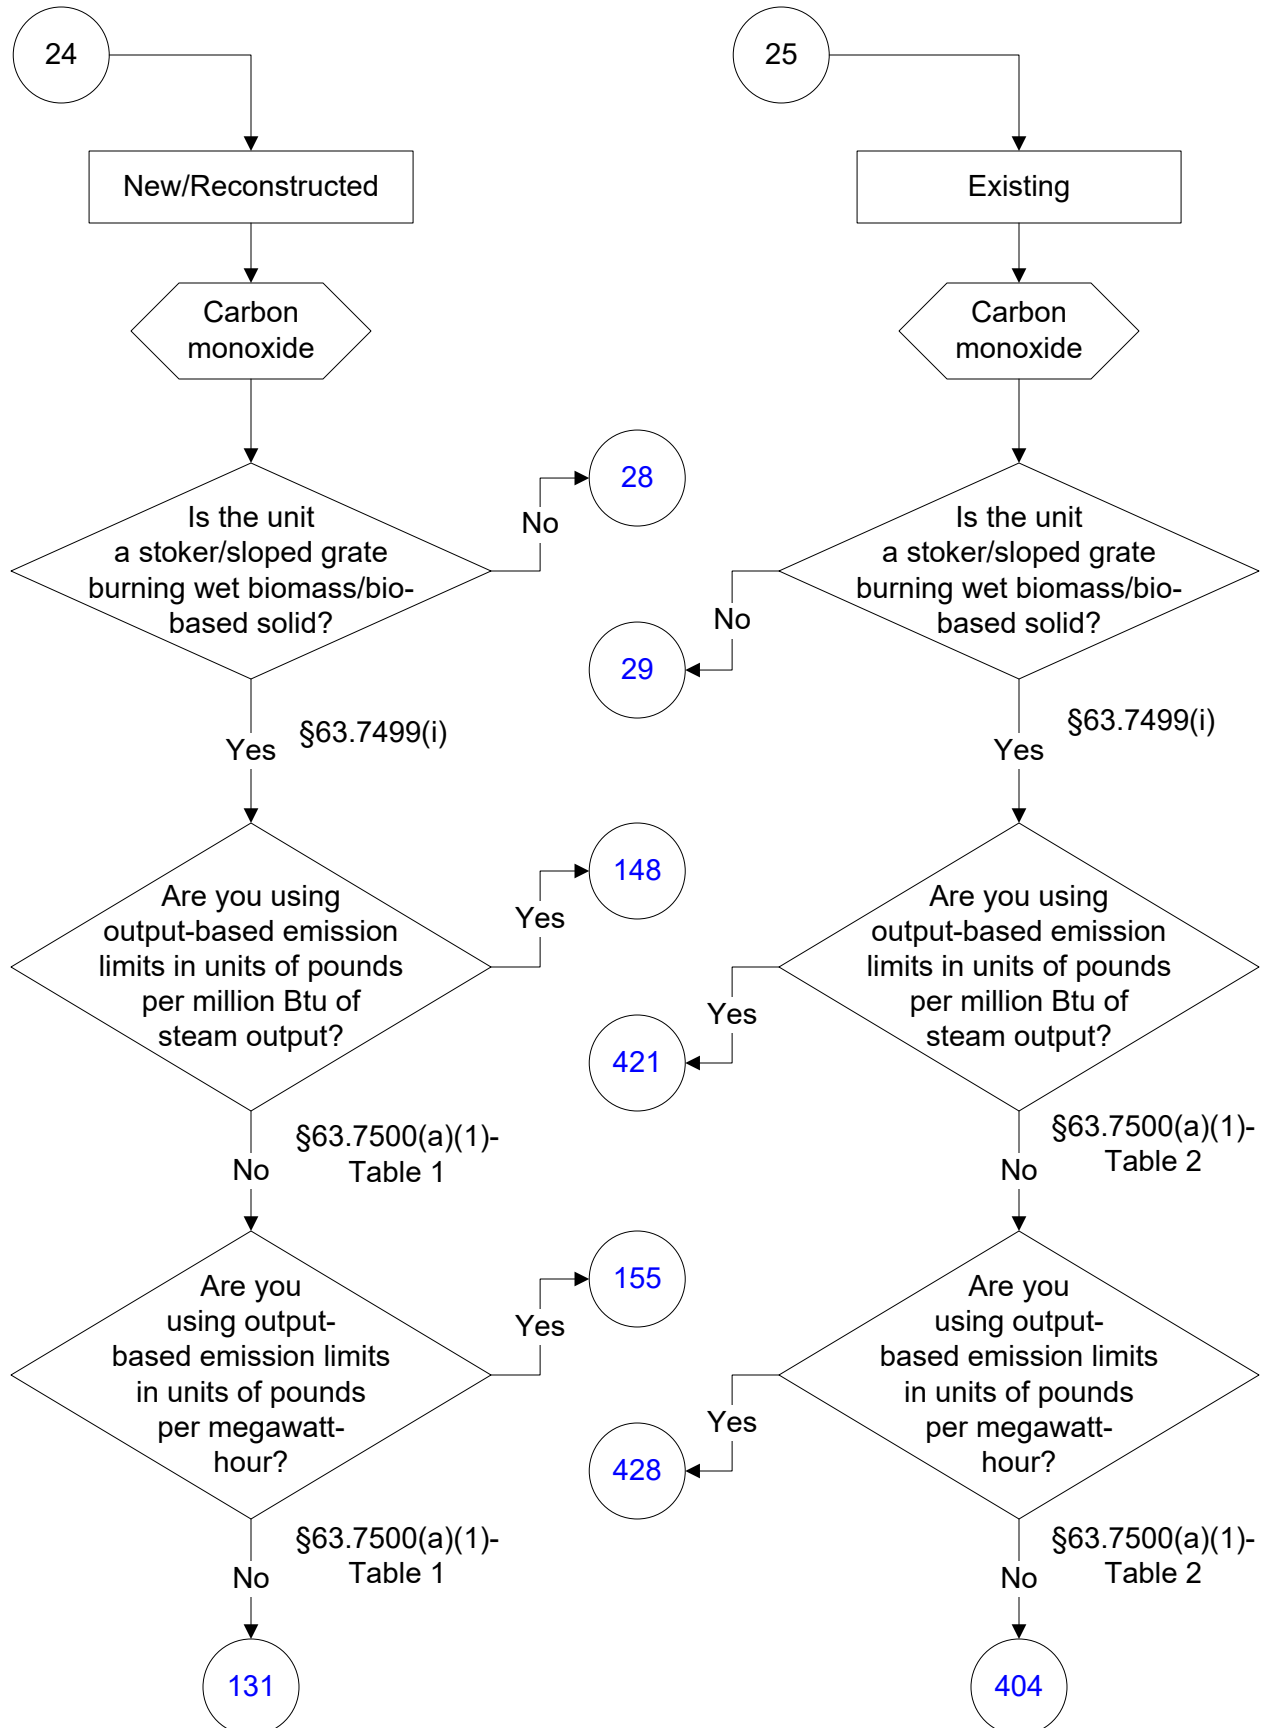 24
New/Reconstructed
Carbon
monoxide
Is the unit
a stoker/sloped grate
burning wet biomass/bio-
based solid?
No
28
Yes
§63.7499(i)
Are you using
output-based emission
limits in units of pounds
per million Btu of
steam output?
Yes
148
No
§63.7500(a)(1)-
Table 1
Are you
using output-
based emission limits
in units of pounds
per megawatt-
hour?
Yes
155
No
§63.7500(a)(1)-
Table 1
131
25
Existing
Carbon
monoxide
Is the unit
a stoker/sloped grate
burning wet biomass/bio-
based solid?
No
29
Yes
§63.7499(i)
Are you using
output-based emission
limits in units of pounds
per million Btu of
steam output?
Yes
421
No
§63.7500(a)(1)-
Table 2
Are you
using output-
based emission limits
in units of pounds
per megawatt-
hour?
Yes
428
No
§63.7500(a)(1)-
Table 2
404